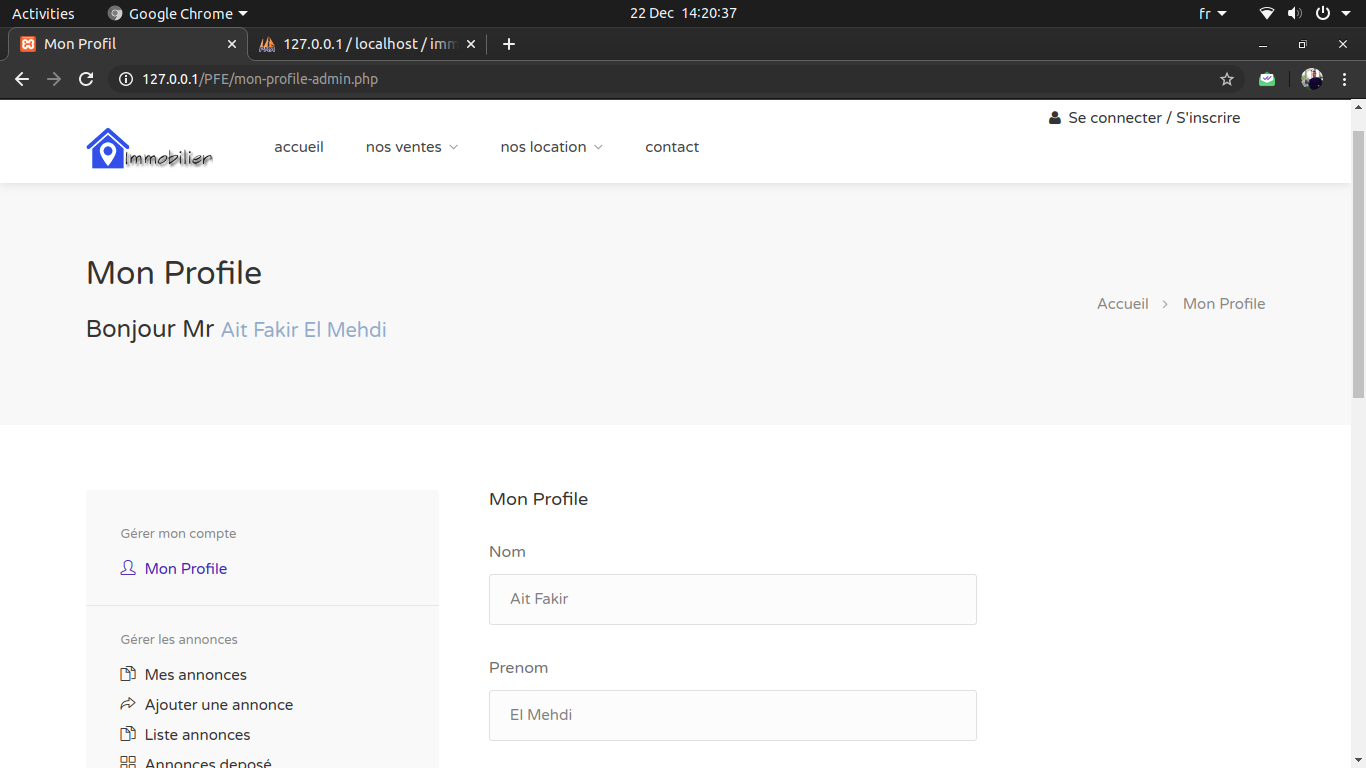 Activities Google Chrome 22 Dec 14:20:37 fr
Mon Profil 127.0.0.1 / localhost / imm
127.0.0.1/PFE/mon-profile-admin.php
Se connecter / S'inscrire
Immobilier accueil nos ventes nos location contact
Mon Profile
Accueil > Mon Profile
Bonjour Mr Ait Fakir El Mehdi
Gérer mon compte
Mon Profile
Gérer les annonces
Mes annonces
Ajouter une annonce
Liste annonces
Annonces deposé
Mon Profile
Nom
Ait Fakir
Prenom
El Mehdi